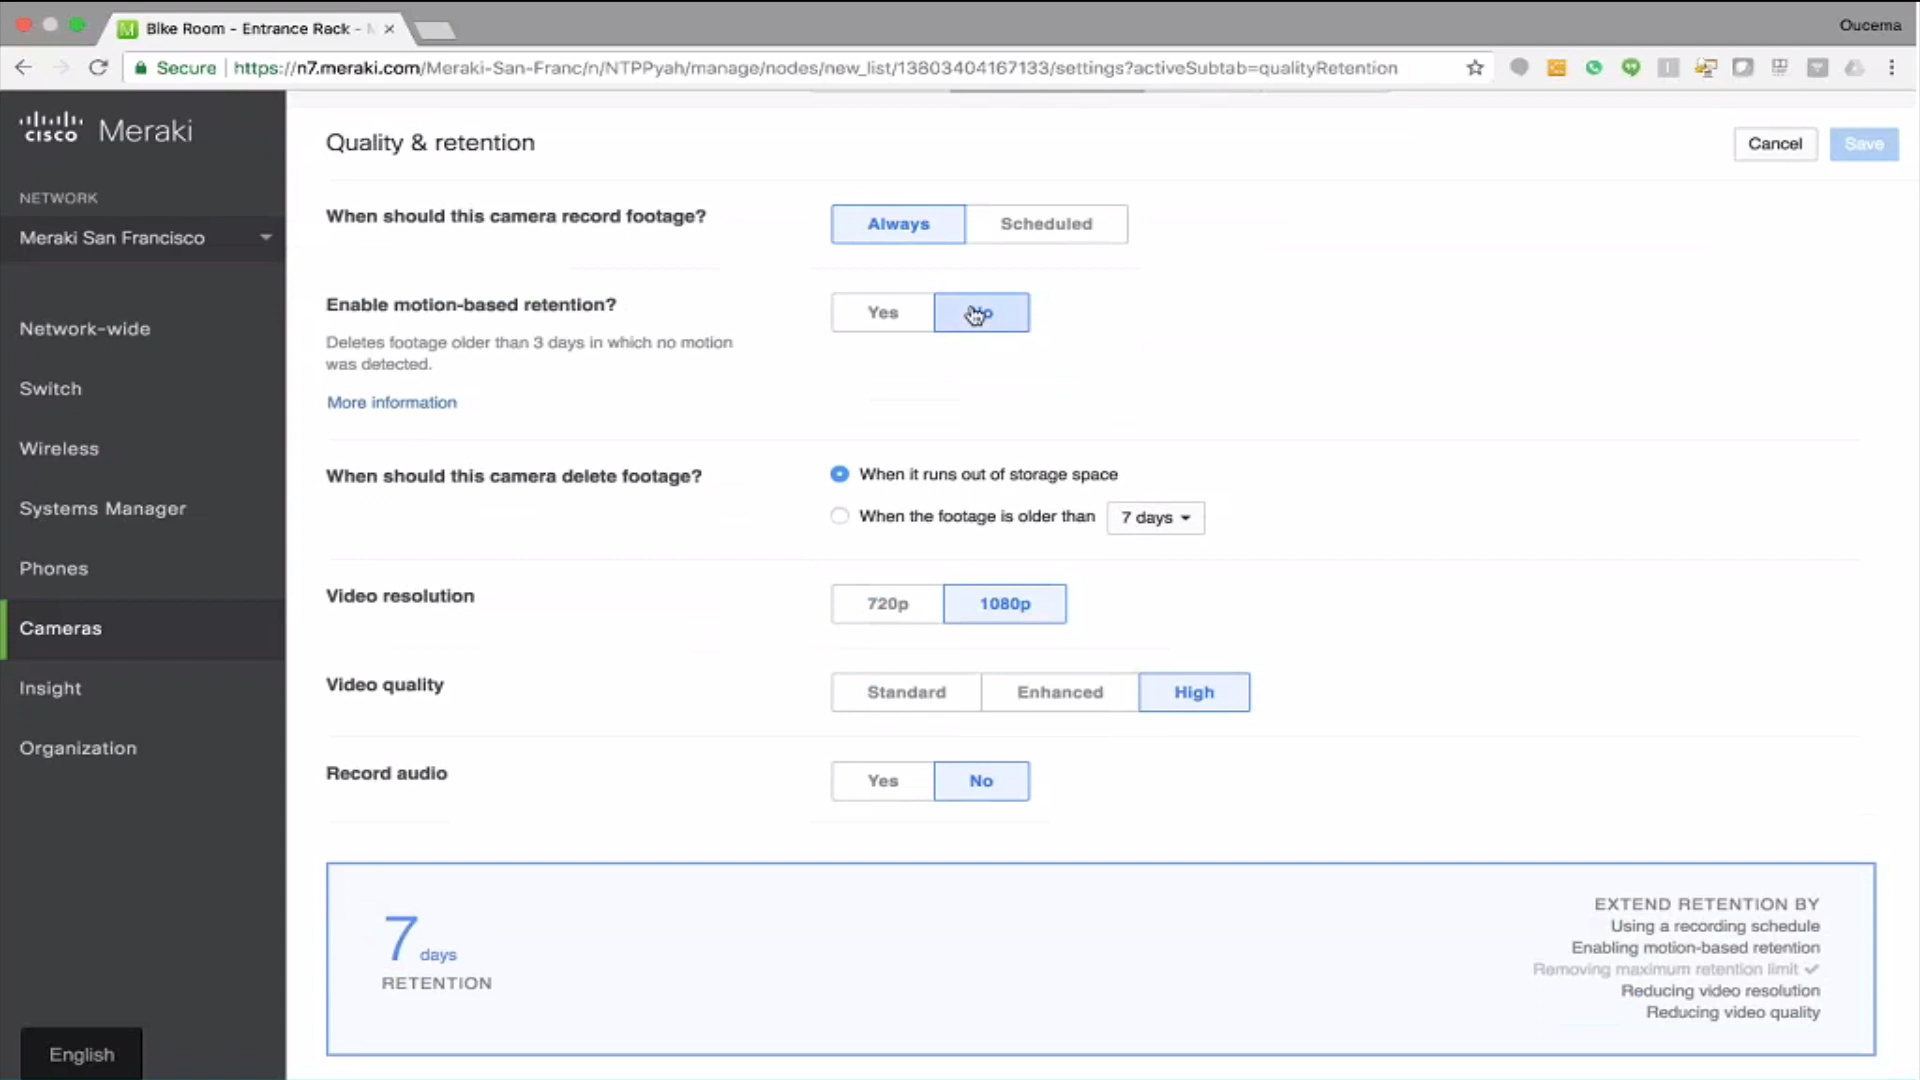 Bike Room - Entrance Rack -
Oucema
Secure
https://n7.meraki.com/Meraki-San-Franc/n/NTPPyah/manage/nodes/new_list/13803404167133/settings?activeSubtab=qualityRetention
cisco Meraki
NETWORK
Meraki San Francisco
Network-wide
Switch
Wireless
Systems Manager
Phones
Cameras
Insight
Organization
English
Quality & retention
Cancel
Save
When should this camera record footage?
Always
Scheduled
Enable motion-based retention?
Yes
Deletes footage older than 3 days in which no motion
was detected.
More information
When should this camera delete footage?
When it runs out of storage space
When the footage is older than
7 days
Video resolution
720p
1080p
Video quality
Standard
Enhanced
High
Record audio
Yes
No
7 days
RETENTION
EXTEND RETENTION BY
Using a recording schedule
Enabling motion-based retention
Removing maximum retention limit ✓
Reducing video resolution
Reducing video quality